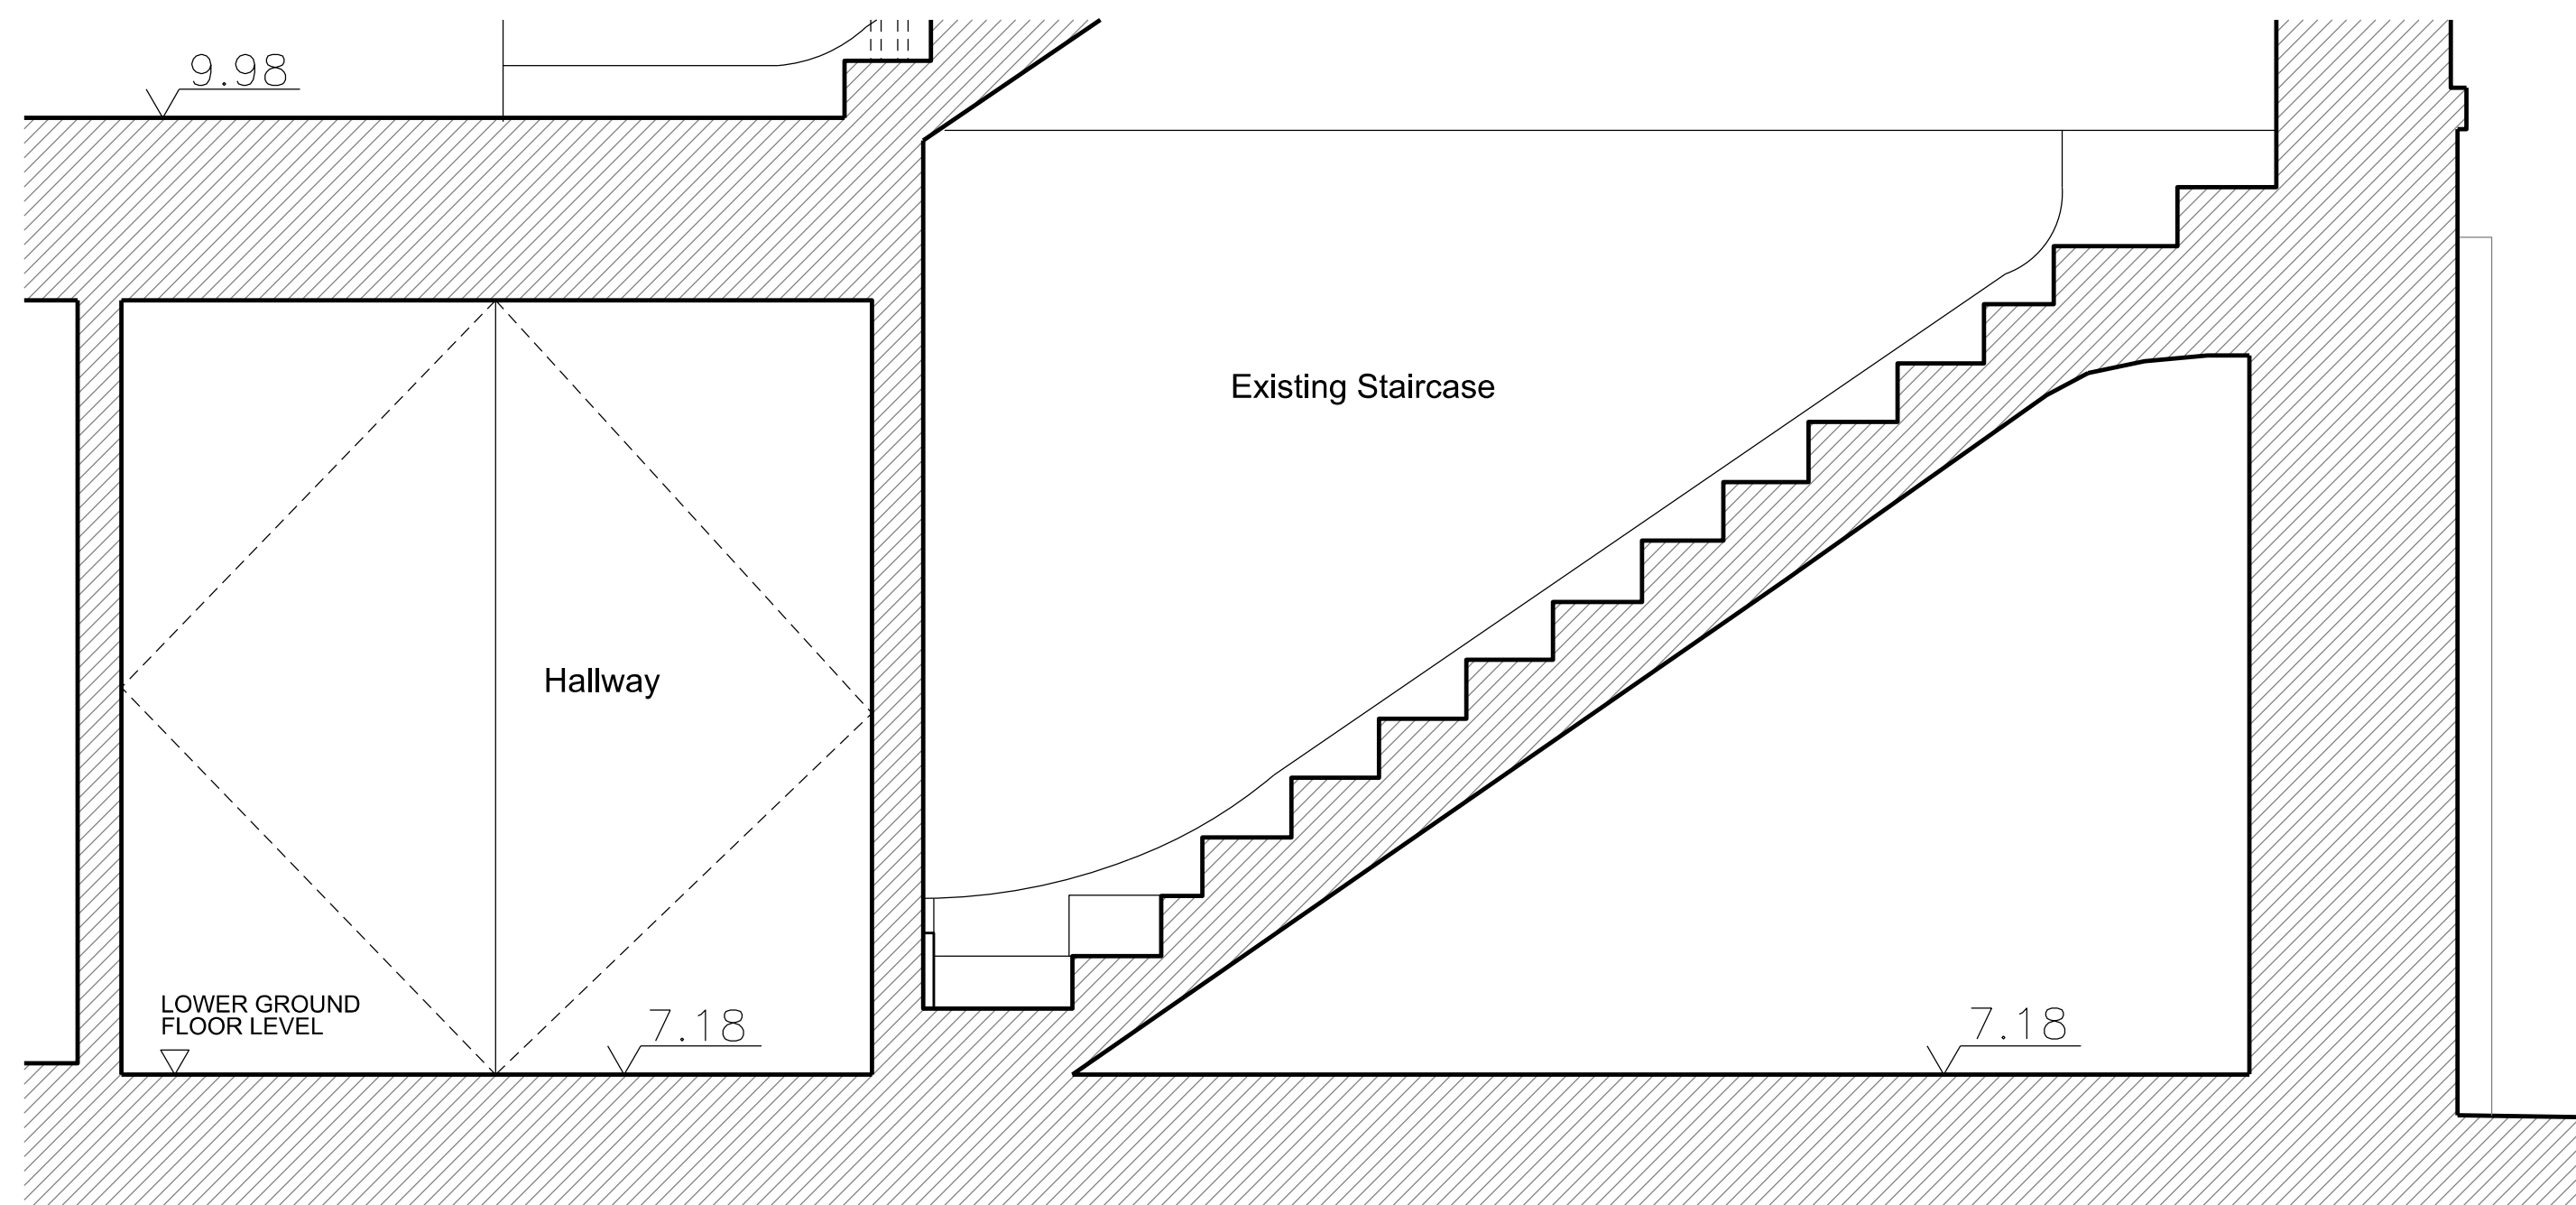 9.98
Existing Staircase
Hallway
LOWER GROUND
FLOOR LEVEL
7.18
7.18